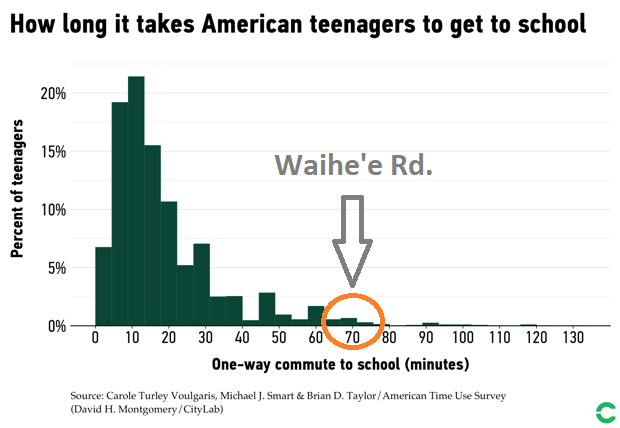 How long it takes American teenagers to get to school
Percent of teenagers
20%
15%
10%
5%
0%
Waihe'e Rd.
0 10 20 30 40 50 60 70 80 90 100 110 120 130
One-way commute to school (minutes)
Source: Carole Turley Voulgaris, Michael J. Smart & Brian D. Taylor/American Time Use Survey
(David H. Montgomery/CityLab)